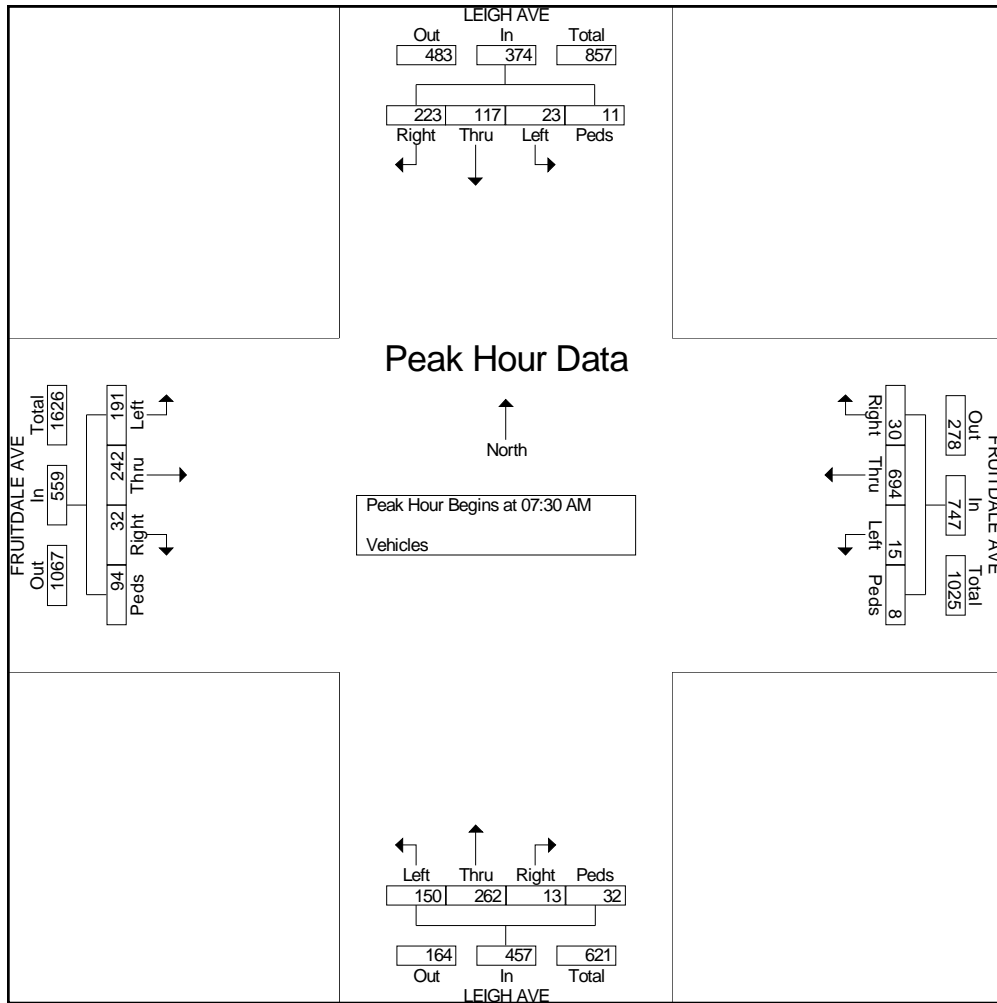 LEIGH AVE
Out In Total
483 374 857
223 117 23 11
Right Thru Left Peds
Peak Hour Data
North
Peak Hour Begins at 07:30 AM
Vehicles
FRUITDALE AVE
Out In Total
1067 559 1626
Left Thru Right Peds
191 242 32 94
FRUITDALE AVE
Out In Total
278 747 1025
Right Thru Left Peds
30 694 15 8
Left Thru Right Peds
150 262 13 32
164 457 621
Out In Total
LEIGH AVE